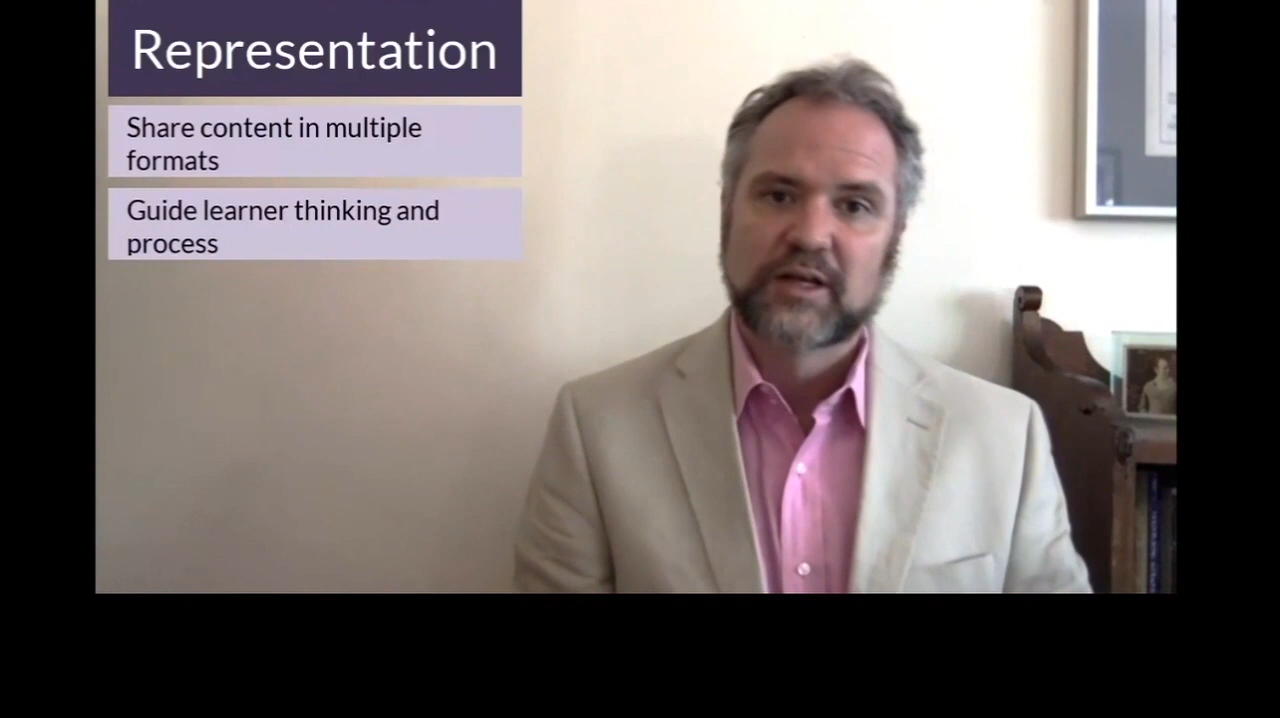 Representation
Share content in multiple
formats
Guide learner thinking and
process